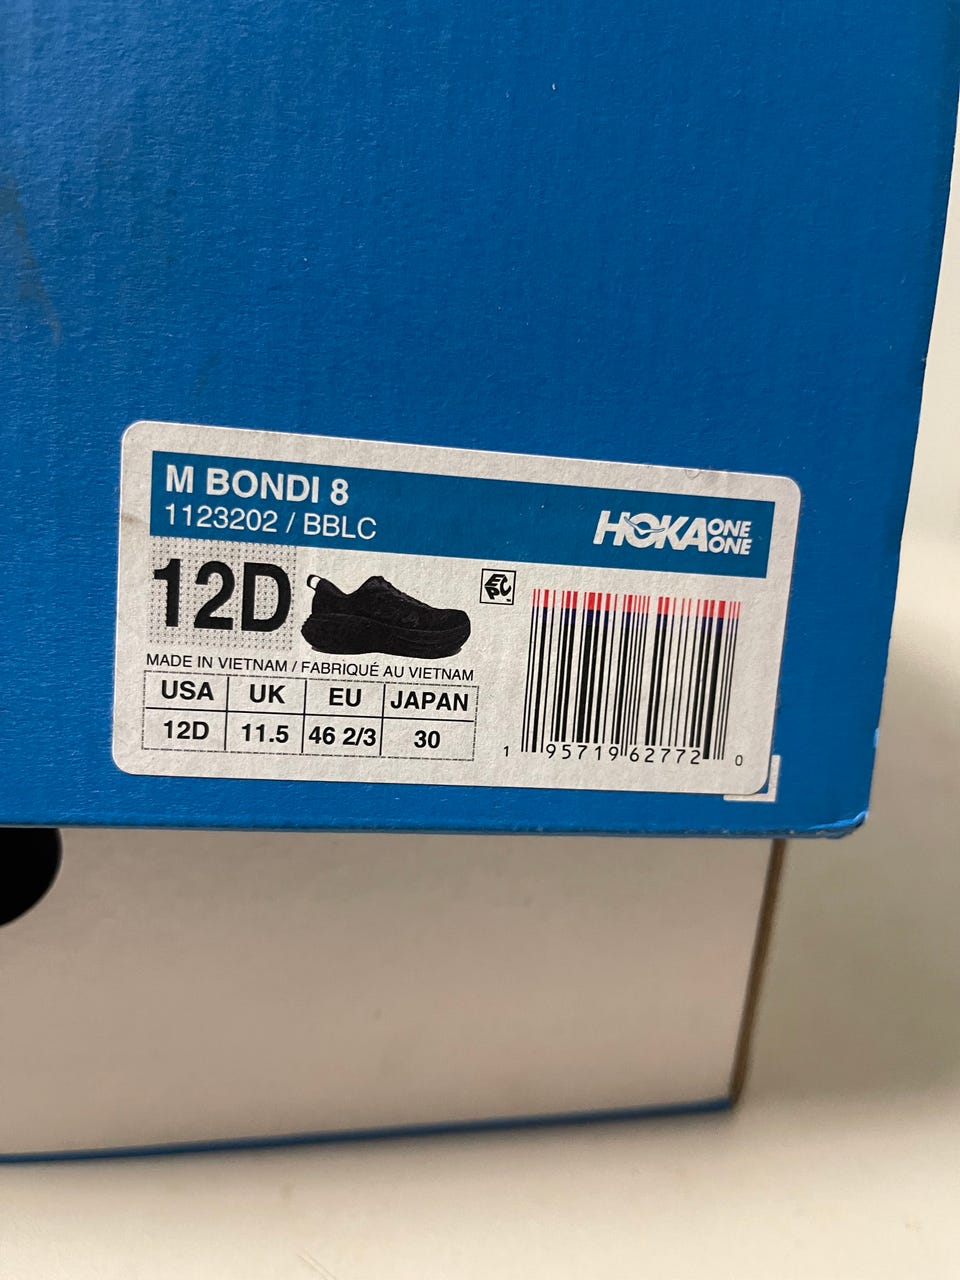 M BONDI 8
1123202 / BBLC
HOKA ONE ONE
12D
EPC
MADE IN VIETNAM / FABRIQUÉ AU VIETNAM
USA UK EU JAPAN
12D 11.5 46 2/3 30
1 95719 62772 0